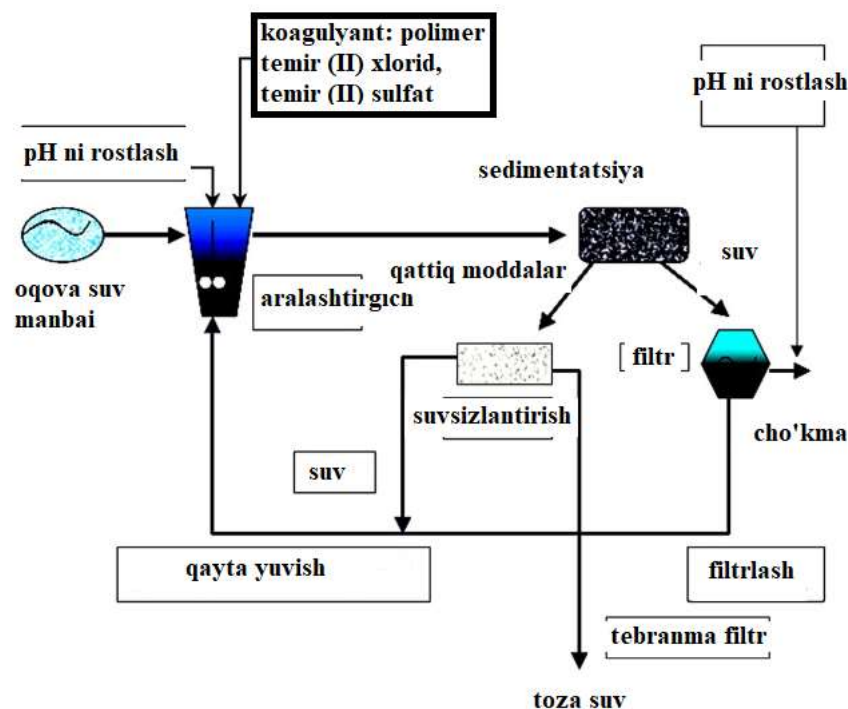 koagulyant: polimer
temir (II) xlorid,
temir (II) sulfat
pH ni rostlash
pH ni rostlash
sedimentatsiya
oqova suv
manbai
aralashtirgich
qattiq moddalar
suv
[ filtr ]
suvsizlantirish
cho'kma
suv
qayta yuvish
filtrlash
tebranma filtr
toza suv